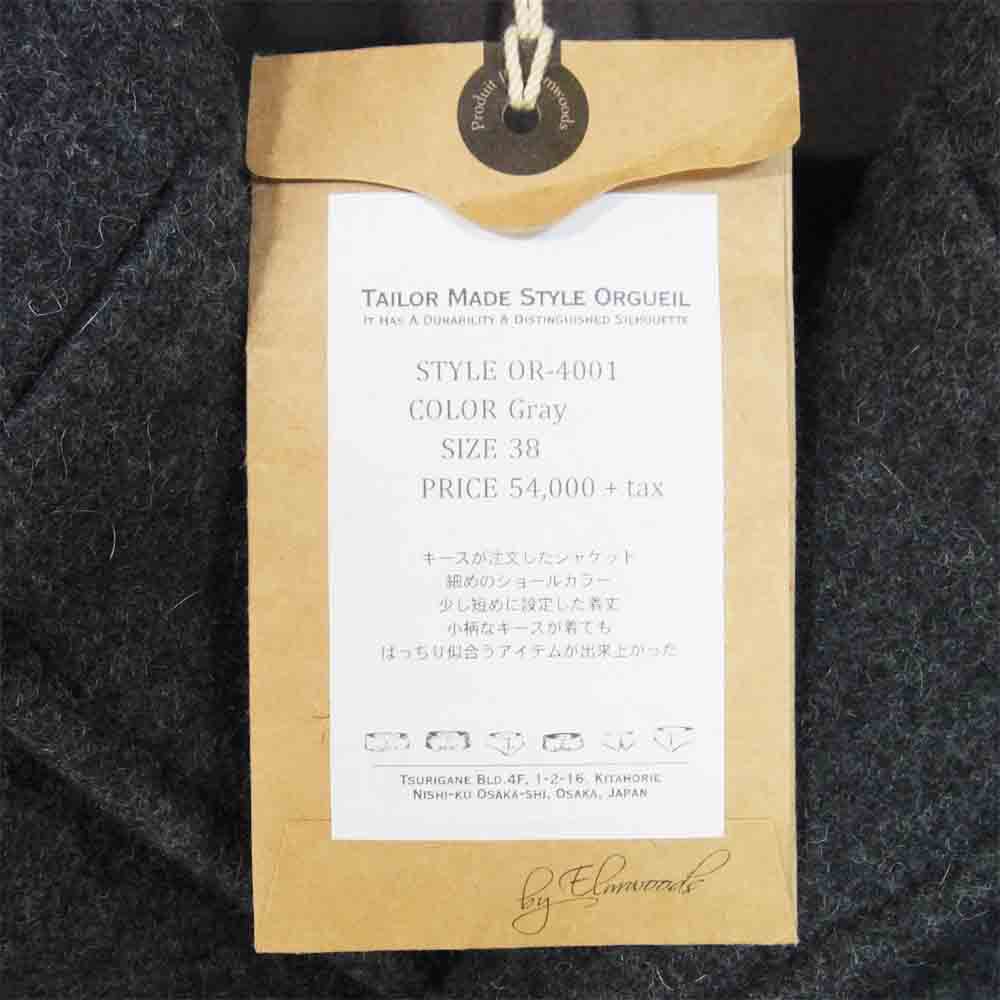 Produit
mwoods
TAILOR MADE STYLE ORGUEIL
IT HAS A DURABILITY & DISTINGUISHED SILHOUETTE
STYLE OR-4001
COLOR Gray
SIZE 38
PRICE 54,000 + tax
キースが注文したジャケット
細めのショールカラー
少し短めに設定した着丈
小柄なキースが着ても
ばっちり似合うアイテムが出来上がった
TSURIGANE BLD.4F, 1-2-16, KITAHORIE
NISHI-KU OSAKA-SHI, OSAKA, JAPAN
by Elmwoods